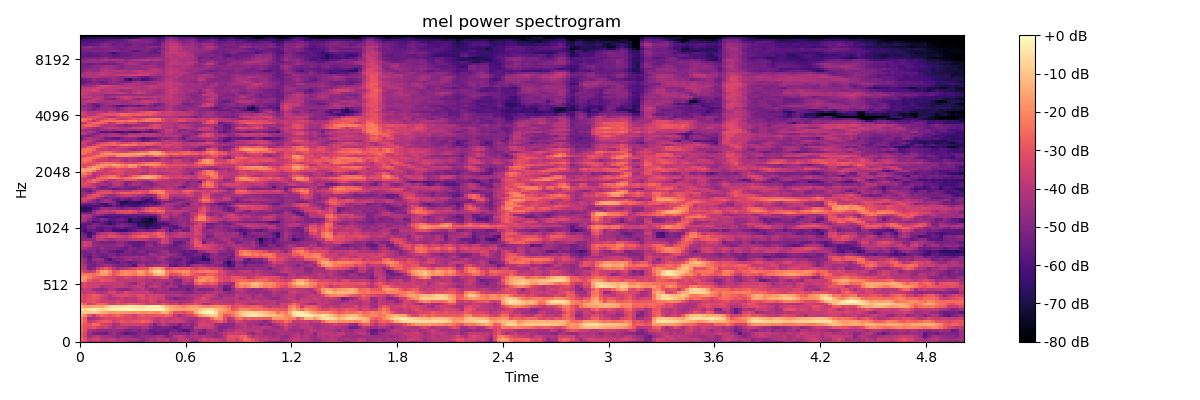 mel power spectrogram
Hz
8192
4096
2048
1024
512
0
0 0.6 1.2 1.8 2.4 3 3.6 4.2 4.8
Time
+0 dB
-10 dB
-20 dB
-30 dB
-40 dB
-50 dB
-60 dB
-70 dB
-80 dB